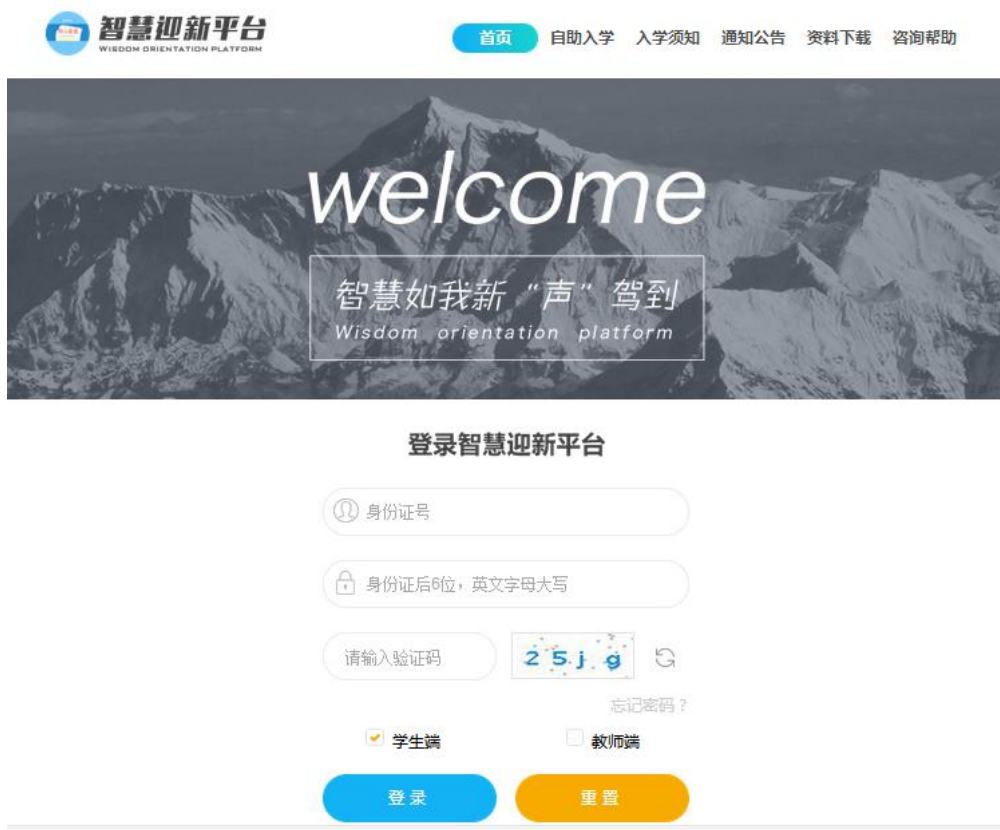 智慧迎新平台
WISDOM ORIENTATION PLATFORM
首页 自助入学 入学须知 通知公告 资料下载 咨询帮助
welcome
智慧如我新“声”驾到
Wisdom orientation platform
登录智慧迎新平台
身份证号
身份证后6位，英文字母大写
请输入验证码 25jg
忘记密码？
学生端 教师端
登录 重置